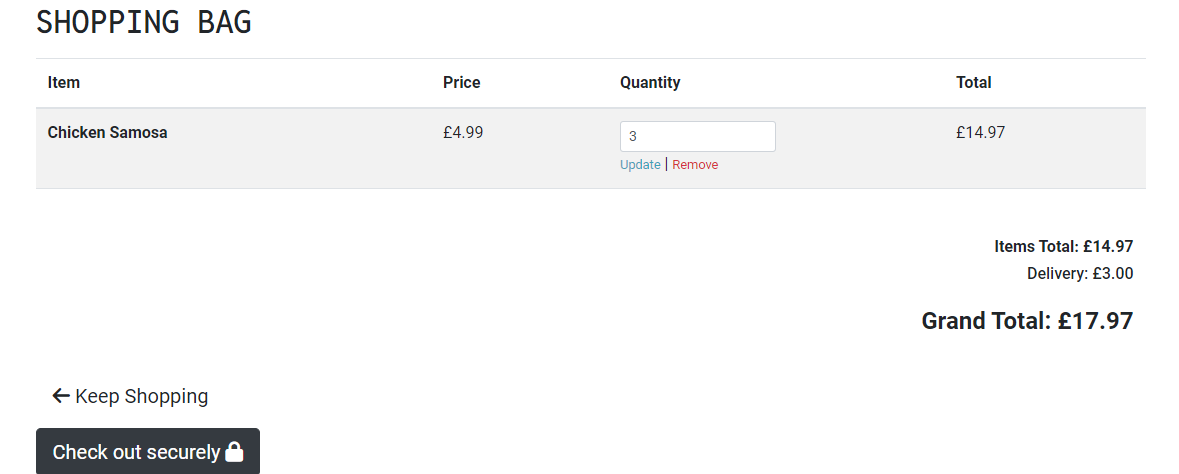 SHOPPING BAG
Item Price Quantity Total
Chicken Samosa £4.99 3 £14.97
Update | Remove
Items Total: £14.97
Delivery: £3.00
Grand Total: £17.97
← Keep Shopping
Check out securely